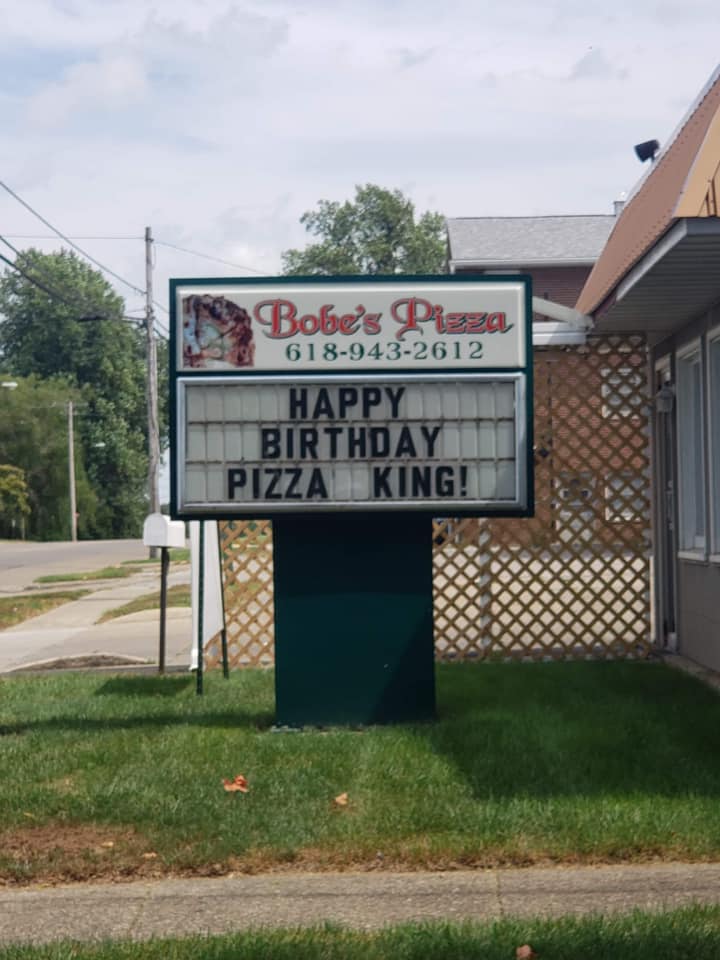 Bobe's Pizza
618-943-2612
HAPPY
BIRTHDAY
PIZZA KING!